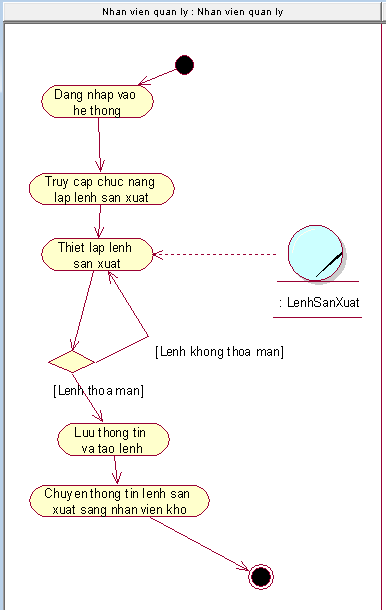 Nhan vien quan ly : Nhan vien quan ly
Dang nhap vao
he thong
Truy cap chuc nang
lap lenh san xuat
Thiet lap lenh
san xuat
: LenhSanXuat
[Lenh khong thoa man]
[Lenh thoa man]
Luu thong tin
va tao lenh
Chuyen thong tin lenh san
xuat sang nhan vien kho